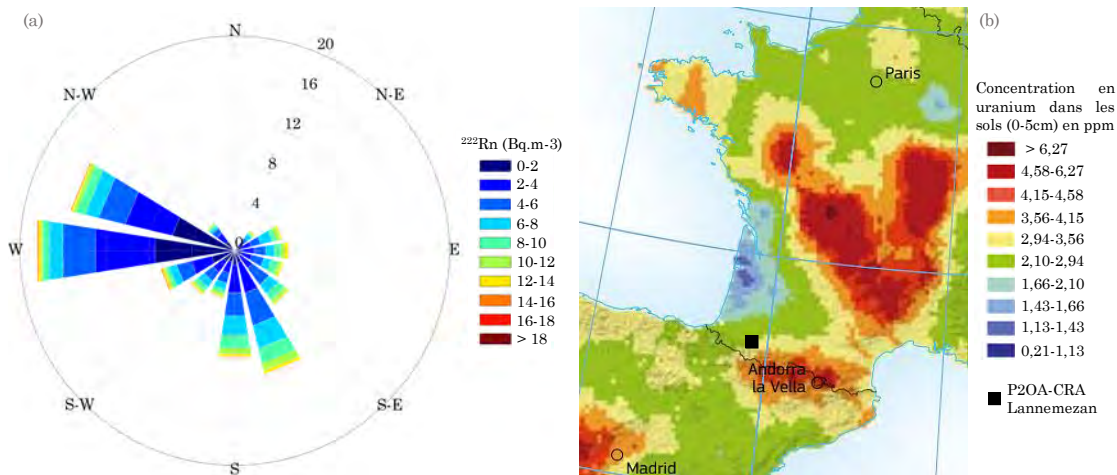 (a)
N
20
N-W
N-E
16
12
8
4
0
W
E
S-W
S-E
S
²²²Rn (Bq.m-3)
0-2
2-4
4-6
6-8
8-10
10-12
12-14
14-16
16-18
> 18
(b)
Paris
Andorra
la Vella
Madrid
Concentration en
uranium dans les
sols (0-5cm) en ppm
> 6,27
4,58-6,27
4,15-4,58
3,56-4,15
2,94-3,56
2,10-2,94
1,66-2,10
1,43-1,66
1,13-1,43
0,21-1,13
P2OA-CRA
Lannemezan